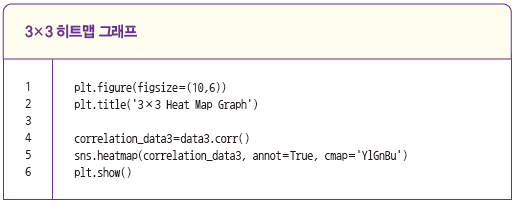 3×3 히트맵 그래프
1 plt.figure(figsize=(10,6))
2 plt.title('3×3 Heat Map Graph')
3
4 correlation_data3=data3.corr()
5 sns.heatmap(correlation_data3, annot=True, cmap='YlGnBu')
6 plt.show()